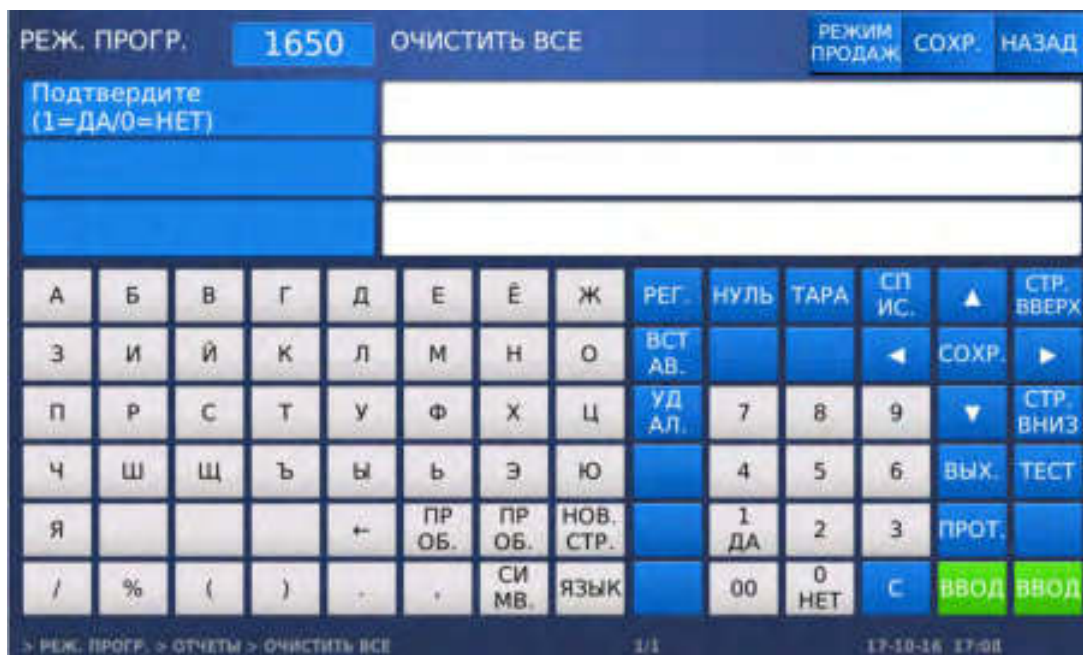 РЕЖ. ПРОГР. 1650 ОЧИСТИТЬ ВСЕ РЕЖИМ ПРОДАЖ СОХР. НАЗАД
Подтвердите
(1=ДА/0=НЕТ)
А Б В Г Д Е Ё Ж РЕГ. НУЛЬ ТАРА СП ИС. ▲ СТР. ВВЕРХ
З И Й К Л М Н О ВСТ АВ. ◀ СОХР. ▶
П Р С Т У Ф Х Ц УД АЛ. 7 8 9 ▼ СТР. ВНИЗ
Ч Ш Щ Ъ Ы Ь Э Ю 4 5 6 ВЫХ. ТЕСТ
Я ← ПР ОБ. ПР ОБ. НОВ. СТР. 1 ДА 2 3 ПРОТ.
/ % ( ) . , СИ МВ. ЯЗЫК 00 0 НЕТ С ВВОД ВВОД
> РЕЖ. ПРОГР. > ОТЧЕТЫ > ОЧИСТИТЬ ВСЕ 1/1 17-10-16 17:08